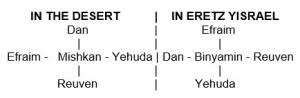 IN THE DESERT | IN ERETZ YISRAEL
Dan | Efraim
| | |
Efraim - Mishkan - Yehuda | Dan - Binyamin - Reuven
| | |
Reuven | Yehuda